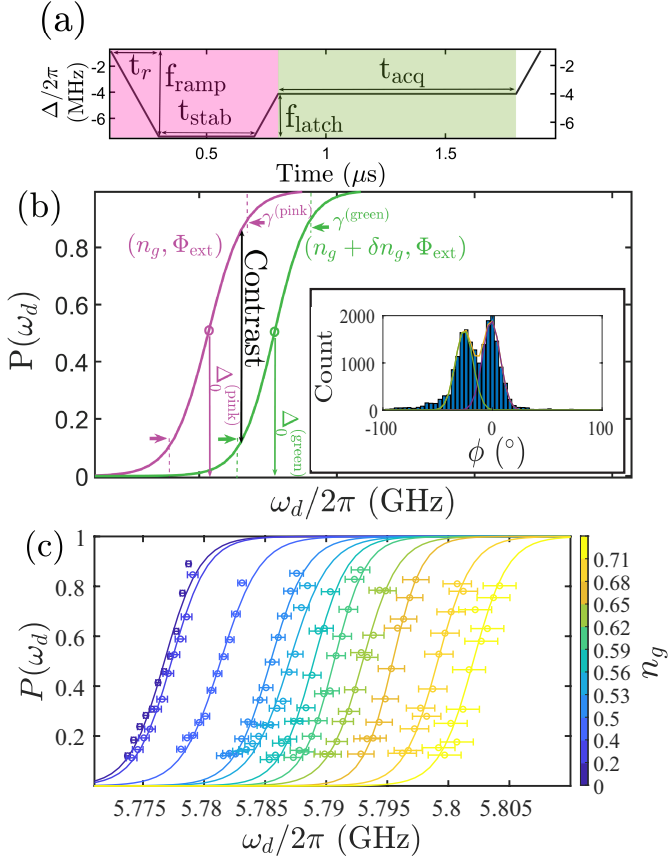 (a)
Δ/2π
(MHz)
-2
-4
-6
t_r
f_ramp
t_stab
t_acq
f_latch
-2
-4
-6
0.5
1
1.5
Time (μs)
(b)
P(ω_d)
0.8
0.6
0.4
0.2
0
(n_g, Φ_ext)
γ^(pink)
γ^(green)
(n_g + δn_g, Φ_ext)
Contrast
Δ_0^(pink)
Δ_0^(green)
Count
2000
1000
0
-100
0
100
ϕ (°)
ω_d/2π (GHz)
(c)
P(ω_d)
1
0.8
0.6
0.4
0.2
5.775
5.78
5.785
5.79
5.795
5.8
5.805
ω_d/2π (GHz)
0.71
0.68
0.65
0.62
0.59
0.56
0.53
0.5
0.4
0.2
0
n_g